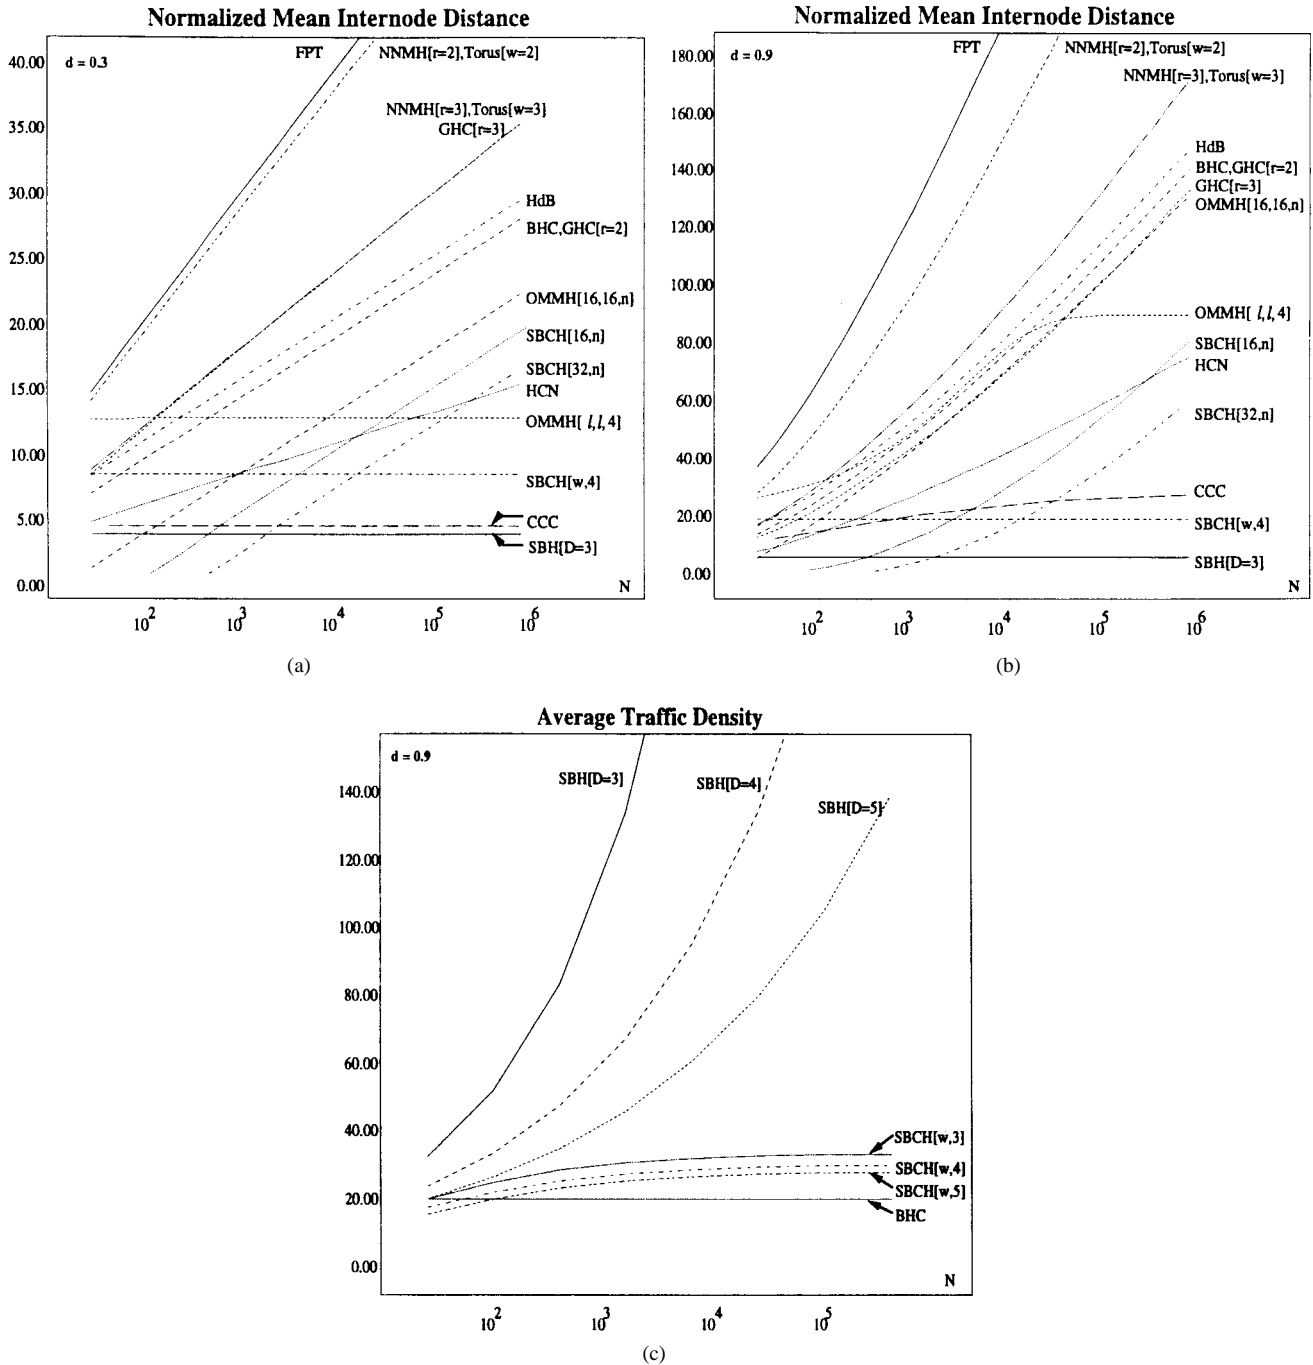 Normalized Mean Internode Distance
d = 0.3
FPT
NNMH[r=2],Torus[w=2]
NNMH[r=3],Torus[w=3]
GHC[r=3]
HdB
BHC,GHC[r=2]
OMMH[16,16,n]
SBCH[16,n]
SBCH[32,n]
HCN
OMMH[ l,l,4]
SBCH[w,4]
CCC
SBH[D=3]
N
40.00
35.00
30.00
25.00
20.00
15.00
10.00
5.00
0.00
10^2 10^3 10^4 10^5 10^6
(a)
Normalized Mean Internode Distance
d = 0.9
FPT
NNMH[r=2],Torus[w=2]
NNMH[r=3],Torus[w=3]
HdB
BHC,GHC[r=2]
GHC[r=3]
OMMH[16,16,n]
OMMH[ l,l,4]
SBCH[16,n]
HCN
SBCH[32,n]
CCC
SBCH[w,4]
SBH[D=3]
N
180.00
160.00
140.00
120.00
100.00
80.00
60.00
40.00
20.00
0.00
10^2 10^3 10^4 10^5 10^6
(b)
Average Traffic Density
d = 0.9
SBH[D=3]
SBH[D=4]
SBH[D=5]
SBCH[w,3]
SBCH[w,4]
SBCH[w,5]
BHC
N
140.00
120.00
100.00
80.00
60.00
40.00
20.00
0.00
10^2 10^3 10^4 10^5
(c)